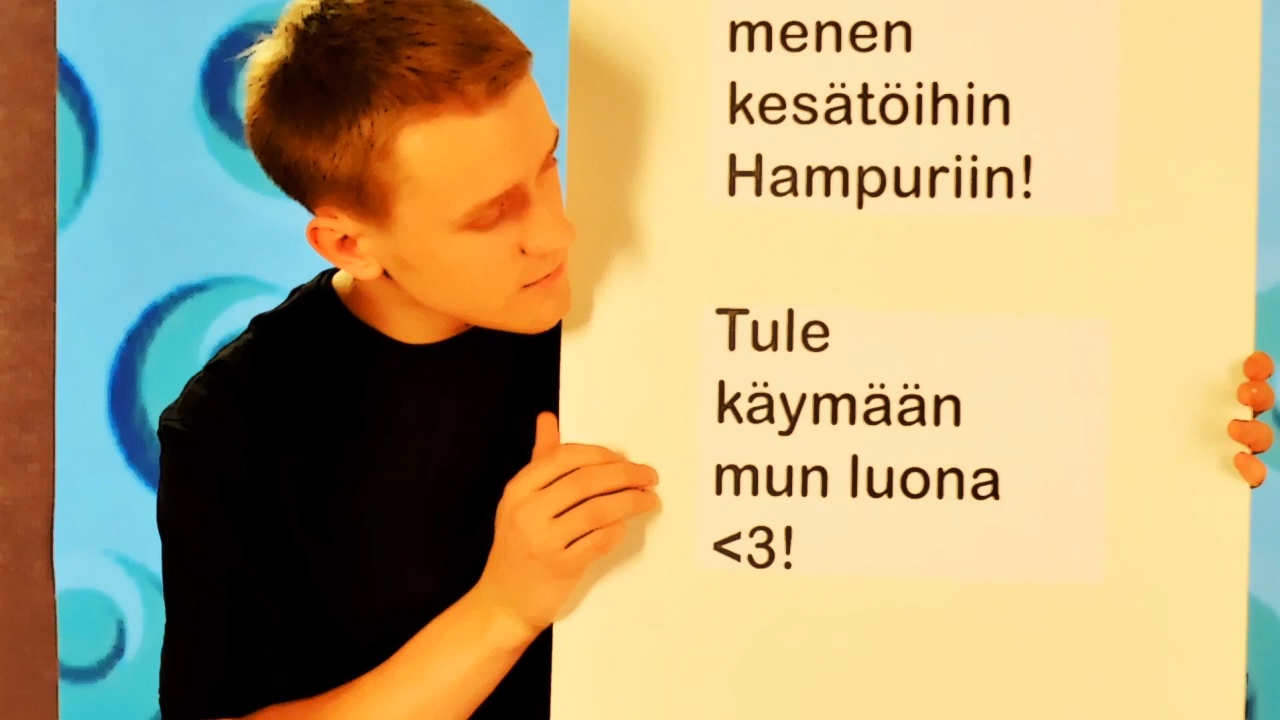 menen
kesätöihin
Hampuriin!
Tule
käymään
mun luona
<3!